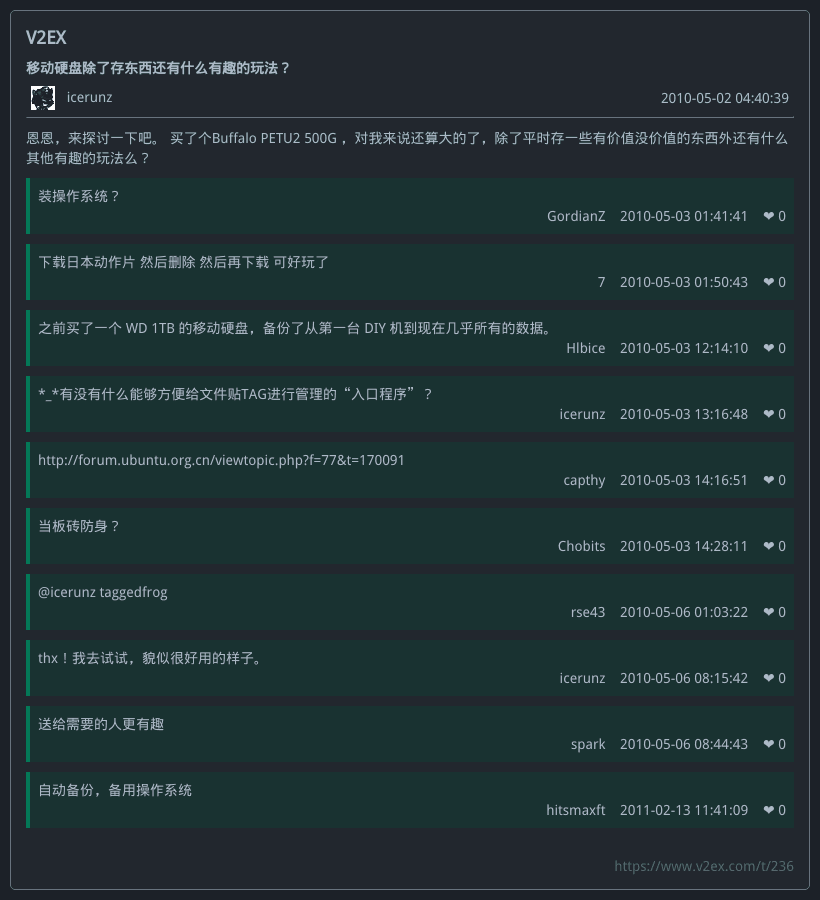 V2EX
移动硬盘除了存东西还有什么有趣的玩法？
icerunz 2010-05-02 04:40:39
恩恩，来探讨一下吧。 买了个Buffalo PETU2 500G ，对我来说还算大的了，除了平时存一些有价值没价值的东西外还有什么
其他有趣的玩法么？
装操作系统？
GordianZ 2010-05-03 01:41:41 ❤ 0
下载日本动作片 然后删除 然后再下载 可好玩了
7 2010-05-03 01:50:43 ❤ 0
之前买了一个 WD 1TB 的移动硬盘，备份了从第一台 DIY 机到现在几乎所有的数据。
Hlbice 2010-05-03 12:14:10 ❤ 0
*_*有没有什么能够方便给文件贴TAG进行管理的“入口程序” ？
icerunz 2010-05-03 13:16:48 ❤ 0
http://forum.ubuntu.org.cn/viewtopic.php?f=77&t=170091
capthy 2010-05-03 14:16:51 ❤ 0
当板砖防身？
Chobits 2010-05-03 14:28:11 ❤ 0
@icerunz taggedfrog
rse43 2010-05-06 01:03:22 ❤ 0
thx！我去试试，貌似很好用的样子。
icerunz 2010-05-06 08:15:42 ❤ 0
送给需要的人更有趣
spark 2010-05-06 08:44:43 ❤ 0
自动备份，备用操作系统
hitsmaxft 2011-02-13 11:41:09 ❤ 0
https://www.v2ex.com/t/236